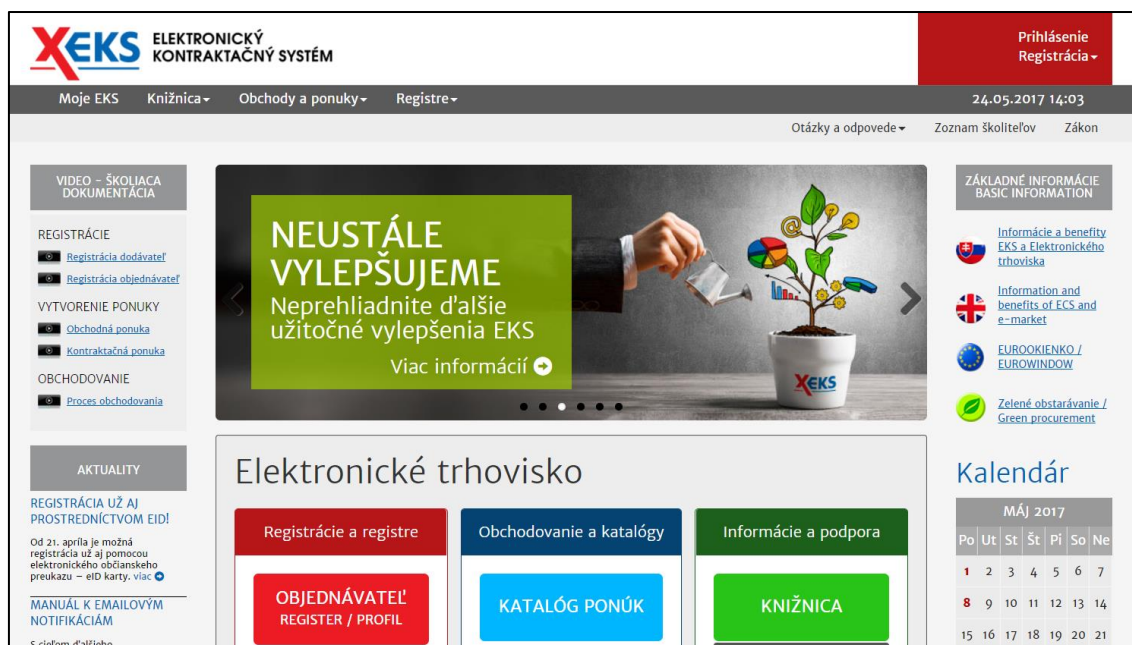 XEKS ELEKTRONICKÝ
KONTRAKTAČNÝ SYSTÉM
Prihlásenie
Registrácia
Moje EKS Knižnica Obchody a ponuky Registre 24.05.2017 14:03
Otázky a odpovede Zoznam školiteľov Zákon
VIDEO – ŠKOLIACA
DOKUMENTÁCIA
REGISTRÁCIE
Registrácia dodávateľ
Registrácia objednávateľ
VYTVORENIE PONUKY
Obchodná ponuka
Kontraktačná ponuka
OBCHODOVANIE
Proces obchodovania
AKTUALITY
REGISTRÁCIA UŽ AJ
PROSTREDNÍCTVOM EID!
Od 21. apríla je možná
registrácia už aj pomocou
elektronického občianskeho
preukazu – eID karty. viac
MANUÁL K EMAILOVÝM
NOTIFIKÁCIÁM
S cieľom ďalšieho
NEUSTÁLE
VYLEPŠUJEME
Neprehliadnite ďalšie
užitočné vylepšenia EKS
Viac informácií
XEKS
Elektronické trhovisko
Registrácie a registre
OBJEDNÁVATEĽ
REGISTER / PROFIL
Obchodovanie a katalógy
KATALÓG PONÚK
Informácie a podpora
KNIŽNICA
ZÁKLADNÉ INFORMÁCIE
BASIC INFORMATION
Informácie a benefity
EKS a Elektronického
trhoviska
Information and
benefits of ECS and
e-market
EUROOKIENKO /
EUROWINDOW
Zelené obstarávanie /
Green procurement
Kalendár
MÁJ 2017
Po Ut St Št Pi So Ne
1 2 3 4 5 6 7
8 9 10 11 12 13 14
15 16 17 18 19 20 21